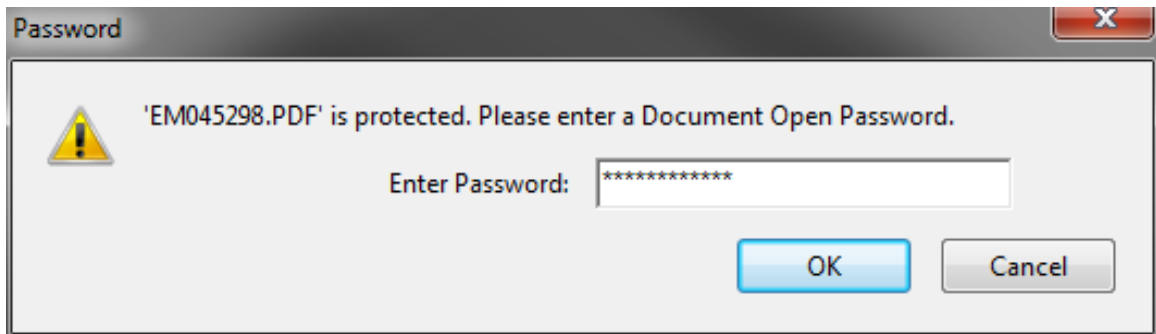 Password
'EM045298.PDF' is protected. Please enter a Document Open Password.
Enter Password: ************
OK Cancel